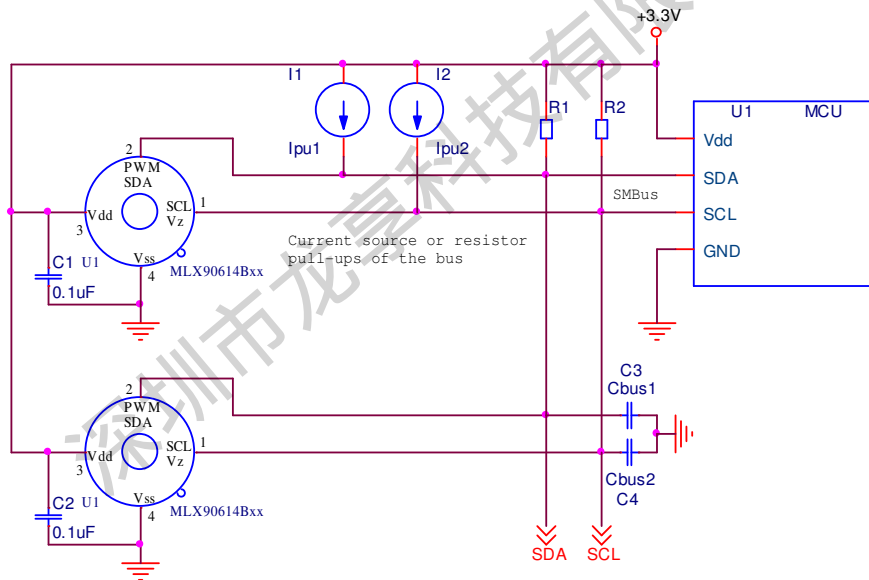 +3.3V
I1
I2
R1
R2
U1
MCU
Ipu1
Ipu2
Vdd
SDA
SCL
GND
SMBus
2
PWM
SDA
SCL
Vz
1
Vdd
3
Vss
4
C1
U1
MLX90614Bxx
0.1uF
Current source or resistor
pull-ups of the bus
2
PWM
SDA
SCL
Vz
1
Vdd
3
Vss
4
C2
U1
MLX90614Bxx
0.1uF
C3
Cbus1
Cbus2
C4
SDA
SCL
深圳市龙享科技有限